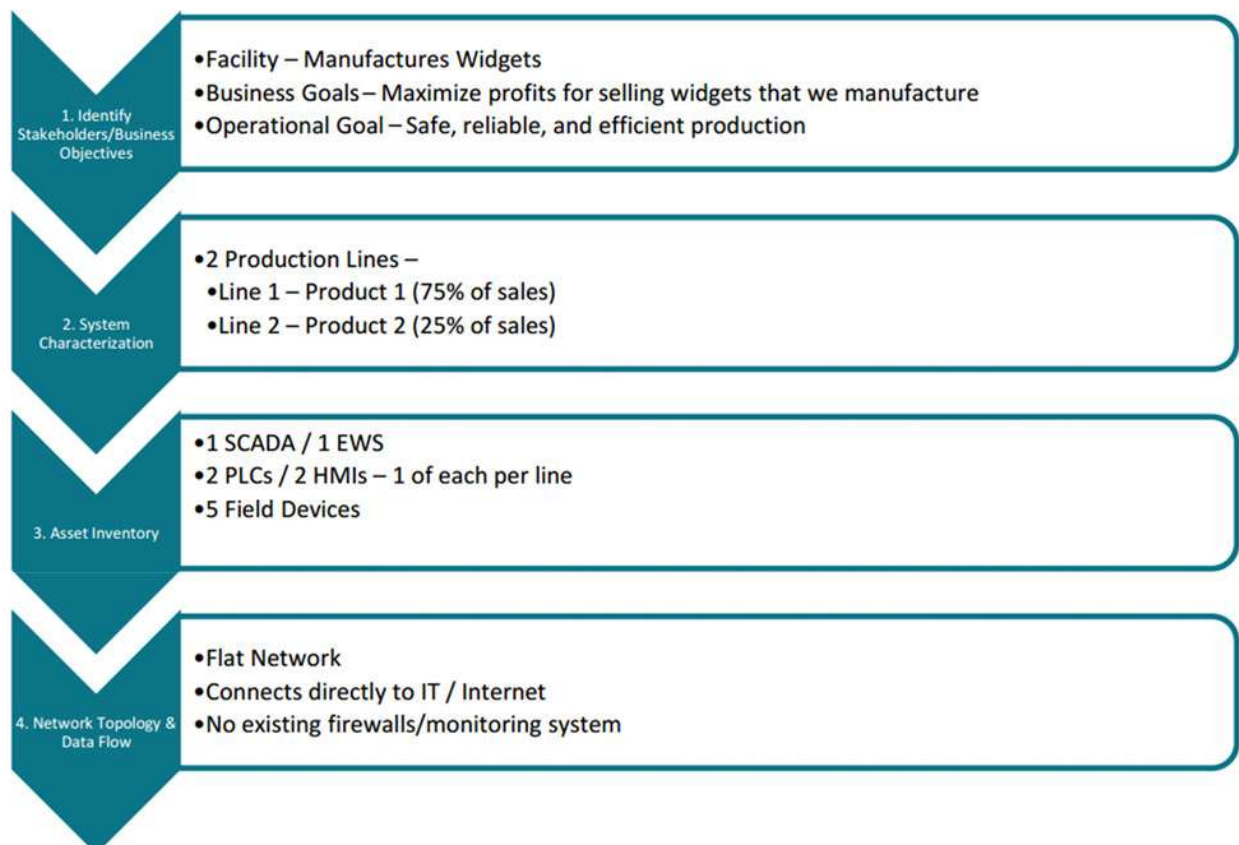 1. Identify
Stakeholders/Business
Objectives
•Facility – Manufactures Widgets
•Business Goals – Maximize profits for selling widgets that we manufacture
•Operational Goal – Safe, reliable, and efficient production
2. System
Characterization
•2 Production Lines –
•Line 1 – Product 1 (75% of sales)
•Line 2 – Product 2 (25% of sales)
3. Asset Inventory
•1 SCADA / 1 EWS
•2 PLCs / 2 HMIs – 1 of each per line
•5 Field Devices
4. Network Topology &
Data Flow
•Flat Network
•Connects directly to IT / Internet
•No existing firewalls/monitoring system